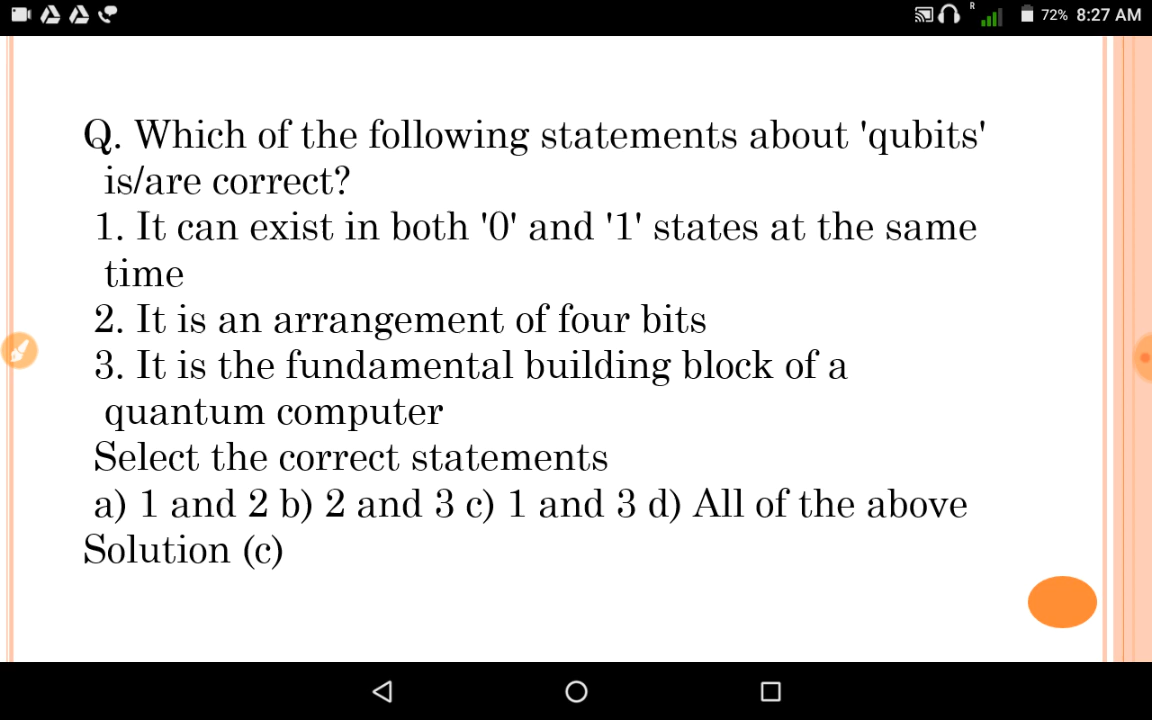 R 72% 8:27 AM
Q. Which of the following statements about 'qubits'
is/are correct?
1. It can exist in both '0' and '1' states at the same
time
2. It is an arrangement of four bits
3. It is the fundamental building block of a
quantum computer
Select the correct statements
a) 1 and 2 b) 2 and 3 c) 1 and 3 d) All of the above
Solution (c)